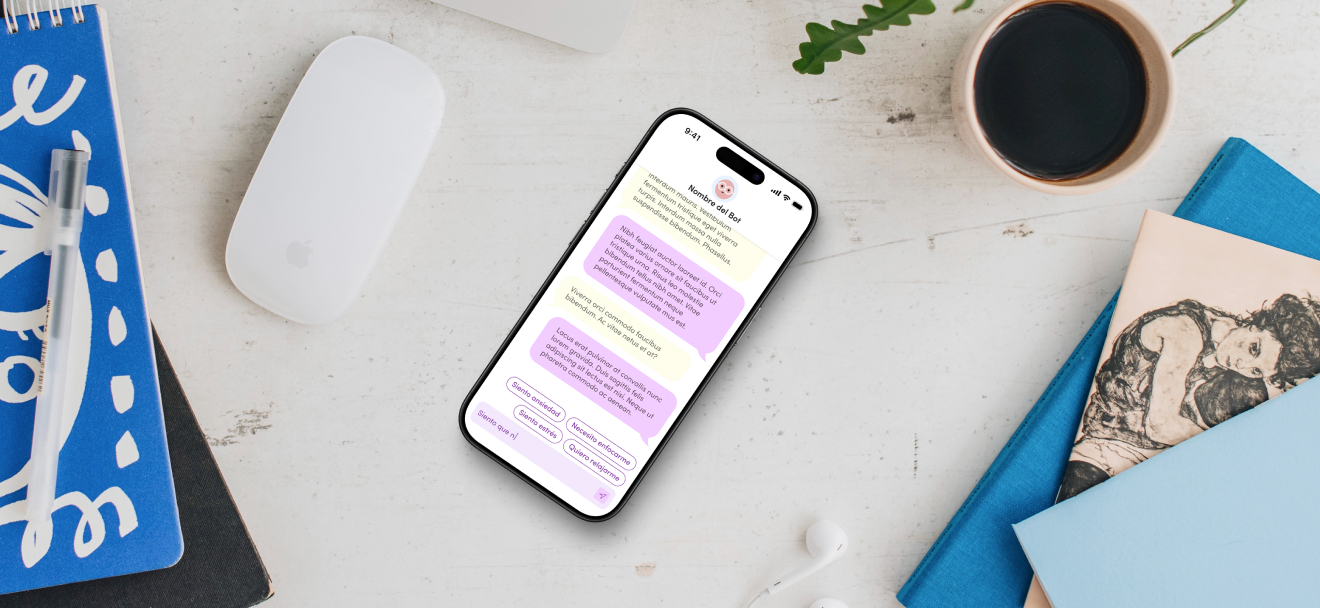 9:41
Nombre del Bot
interdum mauris. Vestibulum
fermentum tristique eget viverra
turpis. Interdum massa nulla
suspendisse bibendum. Phasellus.
Nibh feugiat auctor laoreet id. Orci
platea varius ornare sit faucibus ut
tristique urna. Risus leo molestie
bibendum tellus nibh amet. Vitae
parturient fermentum neque
pellentesque vulputate mus est.
Viverra orci commodo faucibus
bibendum. Ac vitae netus et at?
Lacus erat pulvinar at convallis nunc
lorem gravida. Duis sagittis felis
adipiscing sit lectus est nisi. Neque ut
pharetra commodo ac aenean.
Siento ansiedad
Necesito enfocarme
Siento estrés
Quiero relajarme
Siento que n